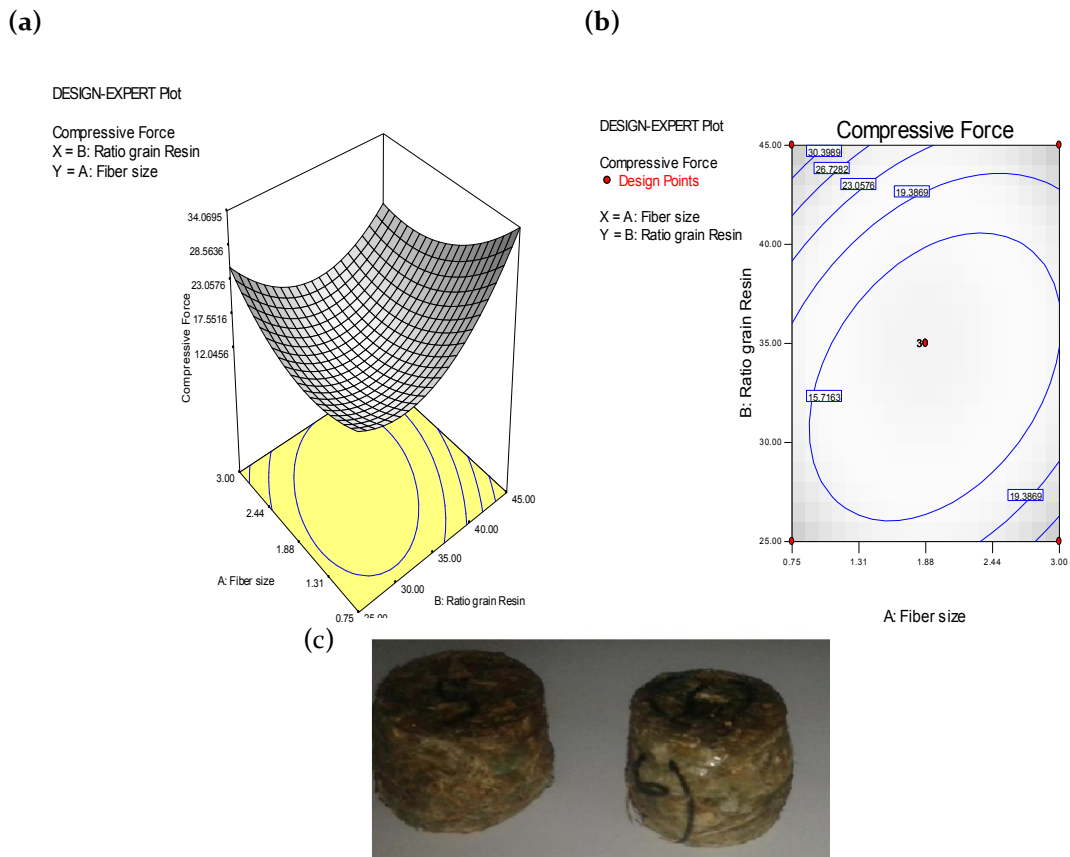 (a)
DESIGN-EXPERT Plot
Compressive Force
X = B: Ratio grain Resin
Y = A: Fiber size
34.0695
28.5636
23.0576
17.5516
12.0456
Compressive Force
3.00
2.44
1.88
1.31
0.75
A: Fiber size
25.00
30.00
35.00
40.00
45.00
B: Ratio grain Resin
(b)
DESIGN-EXPERT Plot
Compressive Force
Design Points
X = A: Fiber size
Y = B: Ratio grain Resin
Compressive Force
45.00
40.00
35.00
30.00
25.00
B: Ratio grain Resin
30.3989
26.7282
23.0576
19.3869
3
15.7163
19.3869
0.75
1.31
1.88
2.44
3.00
A: Fiber size
(c)